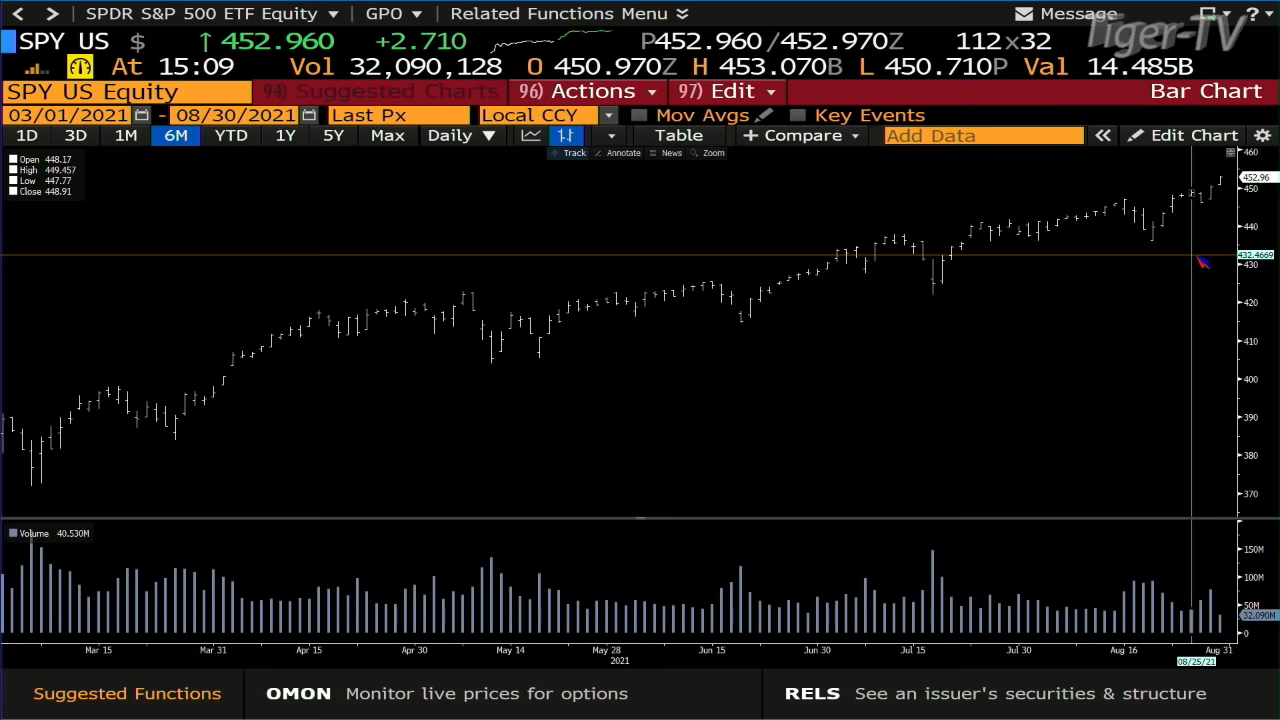 SPDR S&P 500 ETF Equity GPO Related Functions Menu Message ?
Tiger-TV
SPY US $ ↑ 452.960 +2.710 P452.960 /452.970Z 112x32
At 15:09 Vol 32,090,128 O 450.970Z H 453.070B L 450.710P Val 14.485B
SPY US Equity 94) Suggested Charts 96) Actions 97) Edit Bar Chart
03/01/2021 - 08/30/2021 Last Px Local CCY Mov Avgs Key Events
1D 3D 1M 6M YTD 1Y 5Y Max Daily ▼ Table + Compare Add Data « Edit Chart
Track Annotate News Zoom
Open 448.17
High 449.457
Low 447.77
Close 448.91
460
452.96
450
440
432.4669
430
420
410
400
390
380
370
Volume 40.530M
150M
100M
50M
32.090M
0
Mar 15 Mar 31 Apr 15 Apr 30 May 14 May 28 Jun 15 Jun 30 Jul 15 Jul 30 Aug 16 Aug 31
2021 08/25/21
Suggested Functions OMON Monitor live prices for options RELS See an issuer's securities & structure